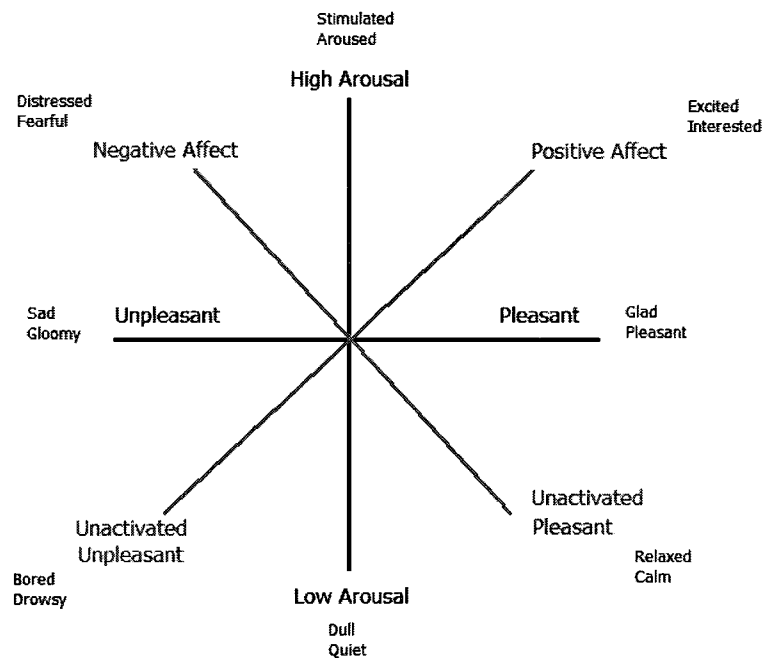 Stimulated
Aroused
High Arousal
Distressed
Fearful
Negative Affect
Excited
Interested
Positive Affect
Sad
Gloomy
Unpleasant
Pleasant
Glad
Pleasant
Unactivated
Unpleasant
Bored
Drowsy
Unactivated
Pleasant
Relaxed
Calm
Low Arousal
Dull
Quiet